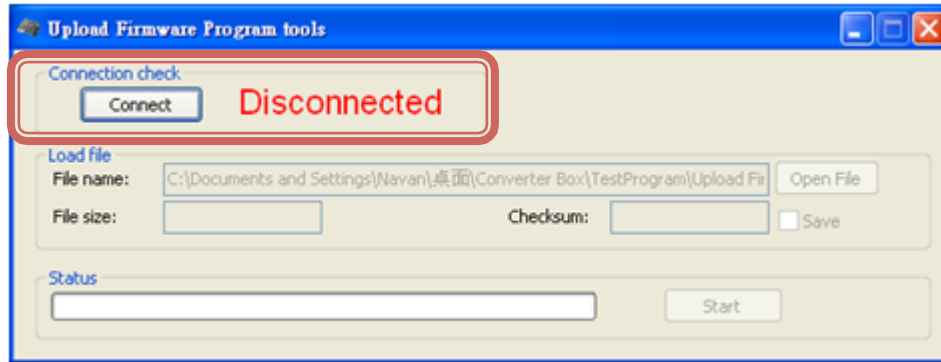 Upload Firmware Program tools
Connection check
Connect Disconnected
Load file
File name: C:\Documents and Settings\Navan\桌面\Converter Box\TestProgram\Upload Fir Open File
File size: Checksum: Save
Status
Start